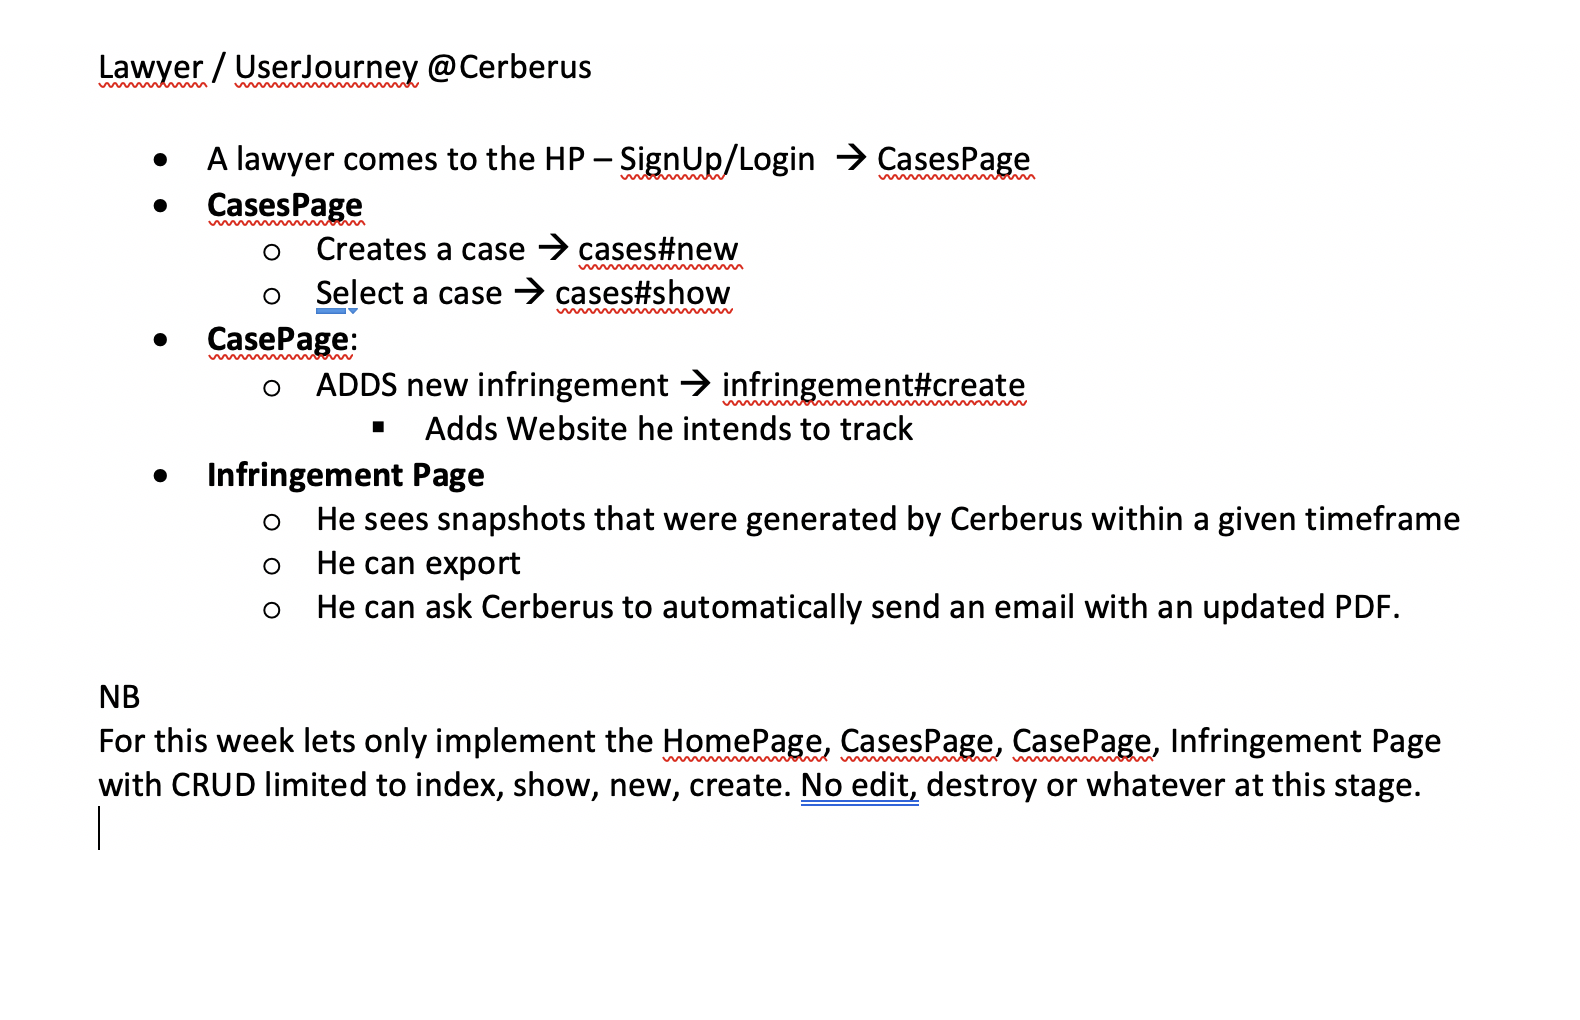 Lawyer / UserJourney @Cerberus
• A lawyer comes to the HP – SignUp/Login → CasesPage
• CasesPage
o Creates a case → cases#new
o Select a case → cases#show
• CasePage:
o ADDS new infringement → infringement#create
▪ Adds Website he intends to track
• Infringement Page
o He sees snapshots that were generated by Cerberus within a given timeframe
o He can export
o He can ask Cerberus to automatically send an email with an updated PDF.
NB
For this week lets only implement the HomePage, CasesPage, CasePage, Infringement Page
with CRUD limited to index, show, new, create. No edit, destroy or whatever at this stage.